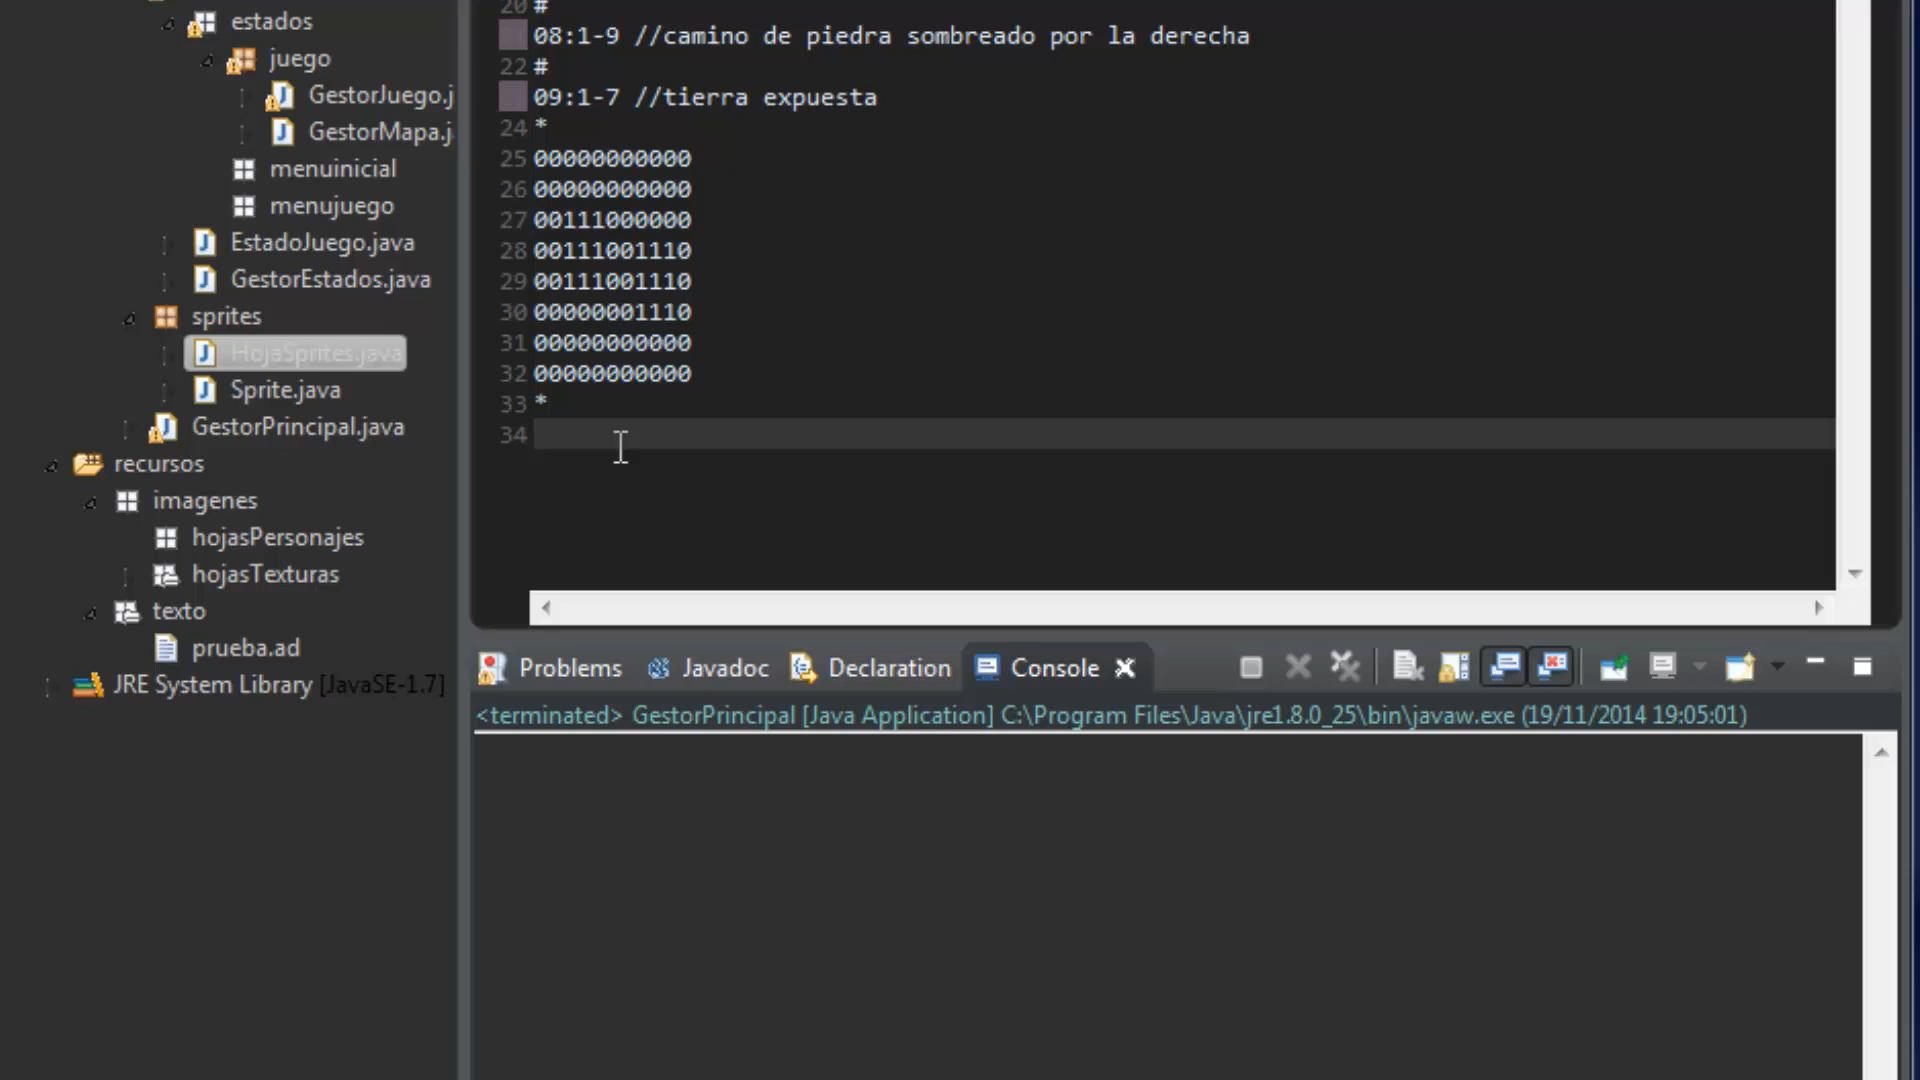 estados
juego
GestorJuego.j
GestorMapa.j
menuinicial
menujuego
EstadoJuego.java
GestorEstados.java
sprites
HojaSprites.java
Sprite.java
GestorPrincipal.java
recursos
imagenes
hojasPersonajes
hojasTexturas
texto
prueba.ad
JRE System Library [JavaSE-1.7]
20 #
08:1-9 //camino de piedra sombreado por la derecha
22 #
09:1-7 //tierra expuesta
24 *
25 00000000000
26 00000000000
27 00111000000
28 00111001110
29 00111001110
30 00000001110
31 00000000000
32 00000000000
33 *
34
Problems Javadoc Declaration Console
<terminated> GestorPrincipal [Java Application] C:\Program Files\Java\jre1.8.0_25\bin\javaw.exe (19/11/2014 19:05:01)